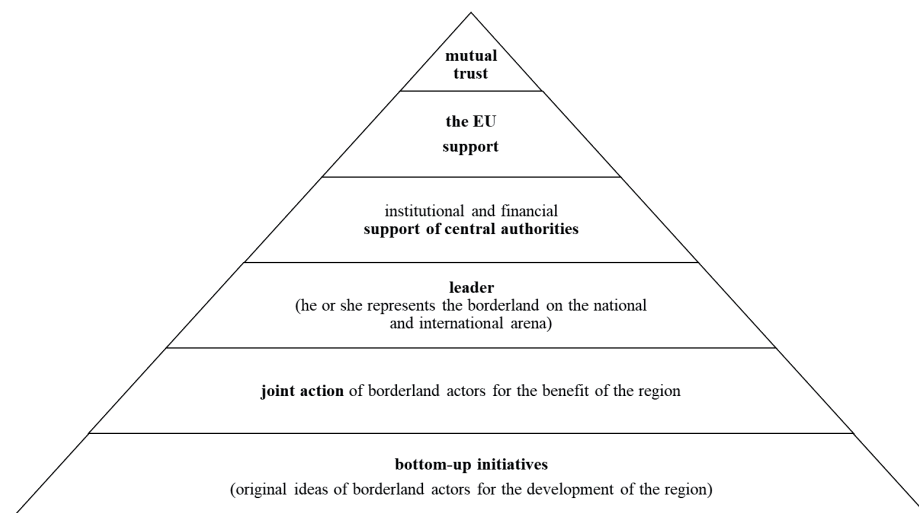 mutual
trust
the EU
support
institutional and financial
support of central authorities
leader
(he or she represents the borderland on the national
and international arena)
joint action of borderland actors for the benefit of the region
bottom-up initiatives
(original ideas of borderland actors for the development of the region)